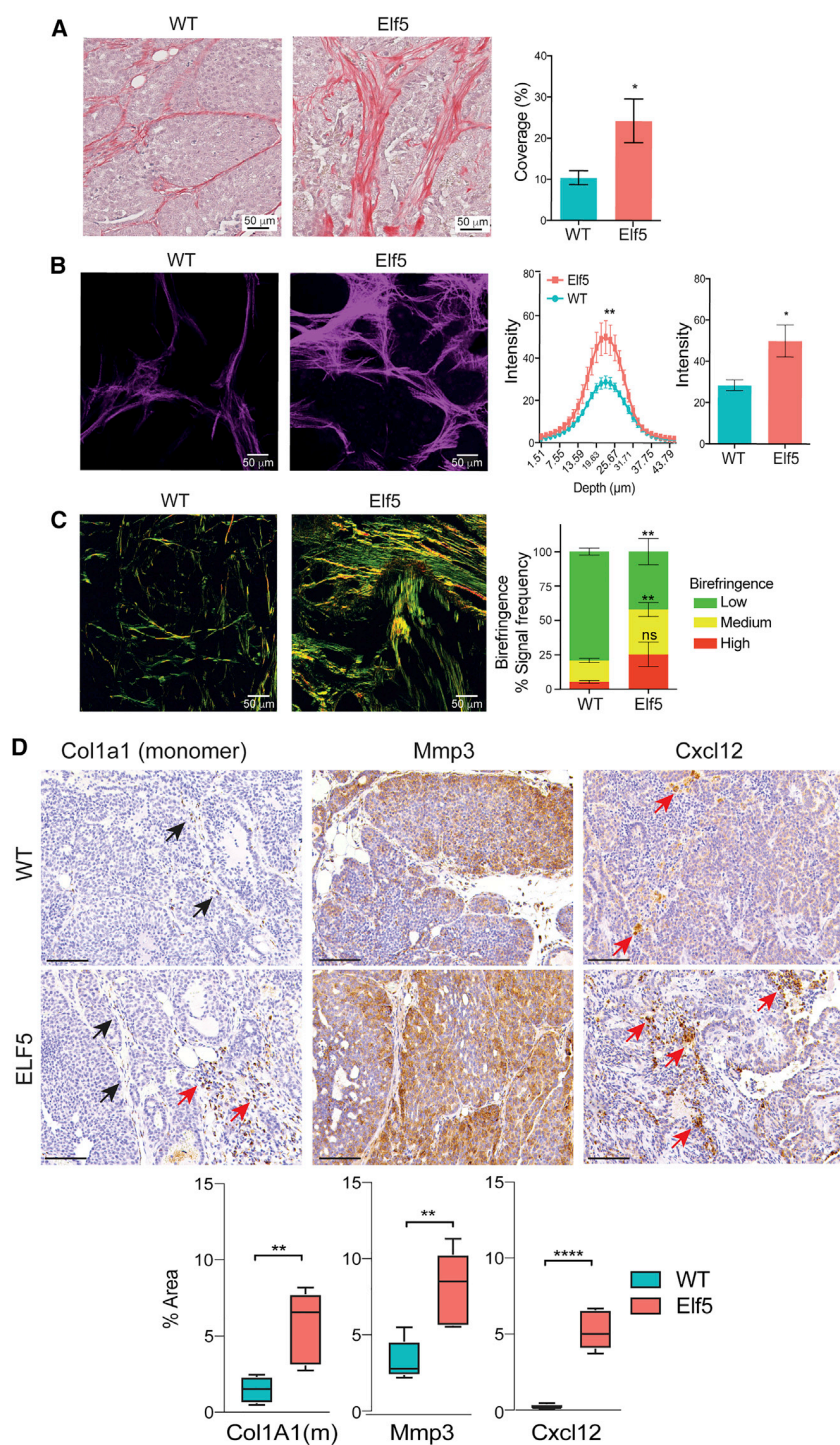 A
WT
Elf5
50 μm
50 μm
Coverage (%)
40
30
20
10
0
*
WT
Elf5
B
WT
Elf5
50 μm
50 μm
Intensity
80
60
40
20
0
Elf5
WT
**
1.51
7.55
13.59
19.63
25.67
31.71
37.75
43.79
Depth (μm)
Intensity
80
60
40
20
0
*
WT
Elf5
C
WT
Elf5
50 μm
50 μm
Birefringence
% Signal frequency
100
75
50
25
0
**
**
ns
WT
Elf5
Birefringence
Low
Medium
High
D
Col1a1 (monomer)
Mmp3
Cxcl12
WT
ELF5
% Area
15
10
5
0
**
Col1A1(m)
15
10
5
0
**
Mmp3
15
10
5
0
****
Cxcl12
WT
Elf5